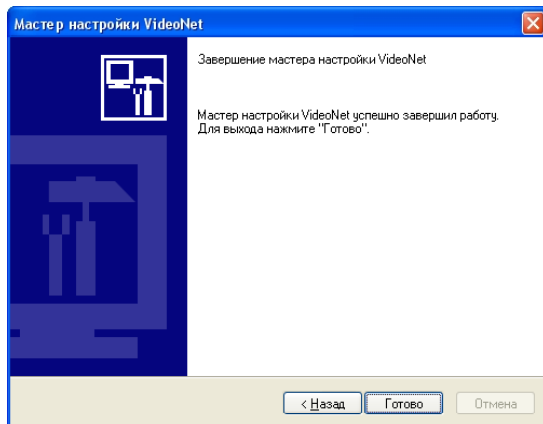 Мастер настройки VideoNet
Завершение мастера настройки VideoNet
Мастер настройки VideoNet успешно завершил работу.
Для выхода нажмите "Готово".
< Назад Готово Отмена